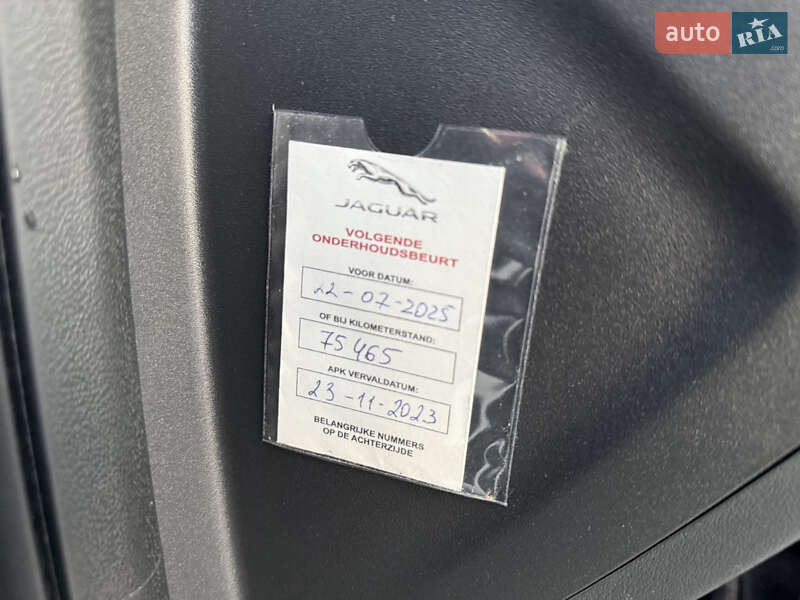 auto RIA
.com
JAGUAR
VOLGENDE
ONDERHOUDSBEURT
VOOR DATUM:
22-07-2025
OF BIJ KILOMETERSTAND:
75465
APK VERVALDATUM:
23-11-2023
BELANGRIJKE NUMMERS
OP DE ACHTERZIJDE